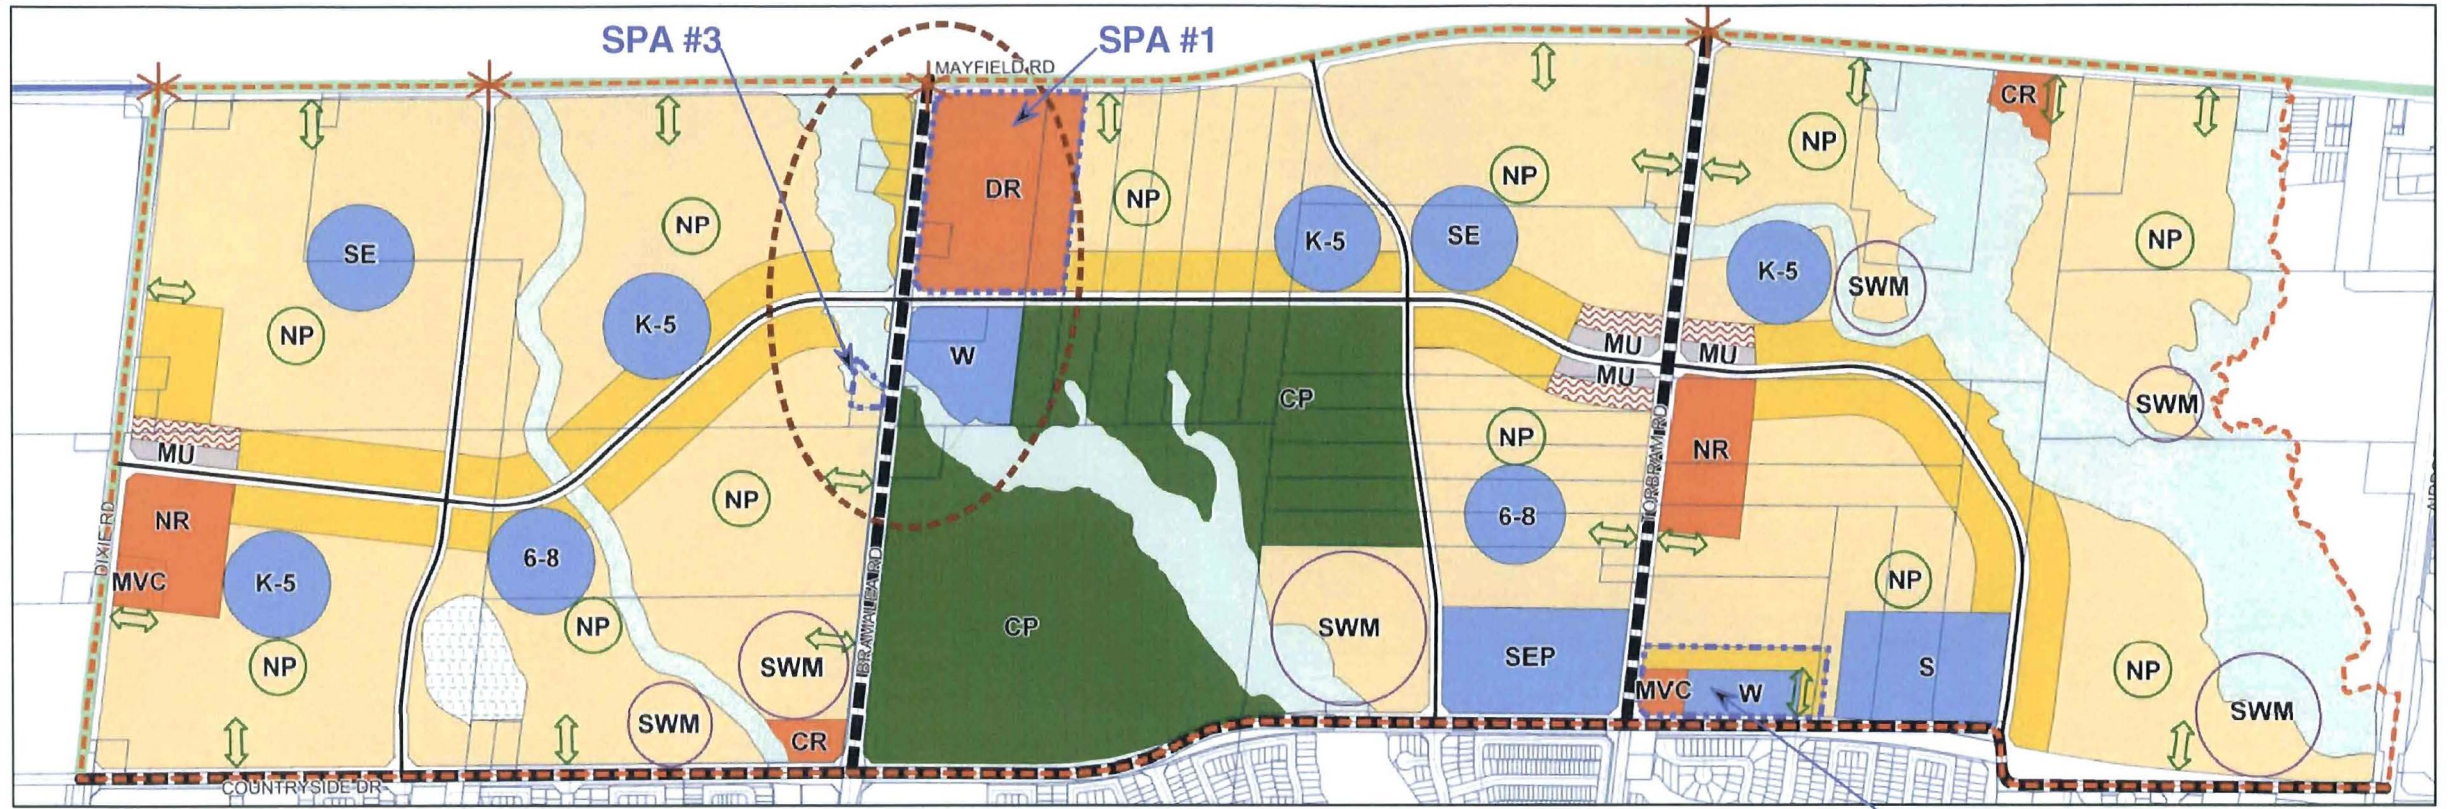 SPA #3
SPA #1
MAYFIELD RD
CR
DR
NP
NP
NP
NP
NP
SE
K-5
SE
K-5
K-5
SWM
NP
NP
W
MU
MU
MU
CP
SWM
MU
NR
MVC
DIXIE RD
K-5
NP
6-8
NP
NP
SWM
SWM
CR
BRAMALEA RD
CP
SWM
NP
6-8
SEP
TORBRAM RD
NR
NP
MVC
W
S
NP
SWM
COUNTRYSIDE DR